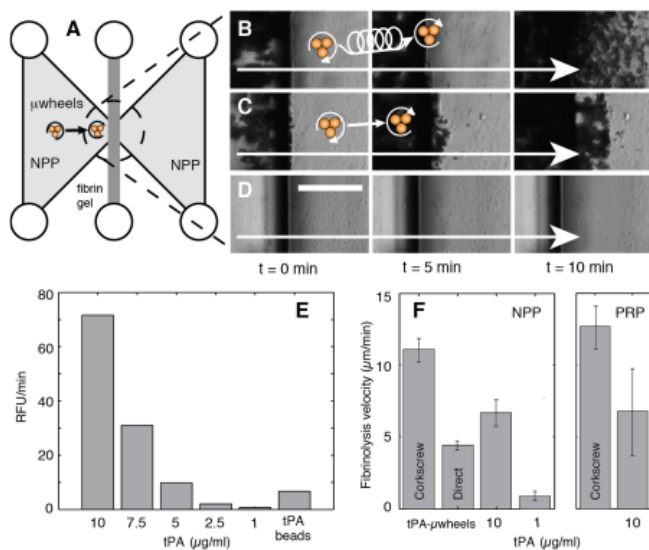 A
μwheels
NPP
NPP
fibrin
gel
B
C
D
t = 0 min
t = 5 min
t = 10 min
E
RFU/min
80
60
40
20
0
10
7.5
5
2.5
1
tPA
beads
tPA (μg/ml)
F
NPP
PRP
Fibrinolysis velocity (μm/min)
15
10
5
0
Corkscrew
Direct
Corkscrew
tPA-μwheels
10
1
10
tPA (μg/ml)